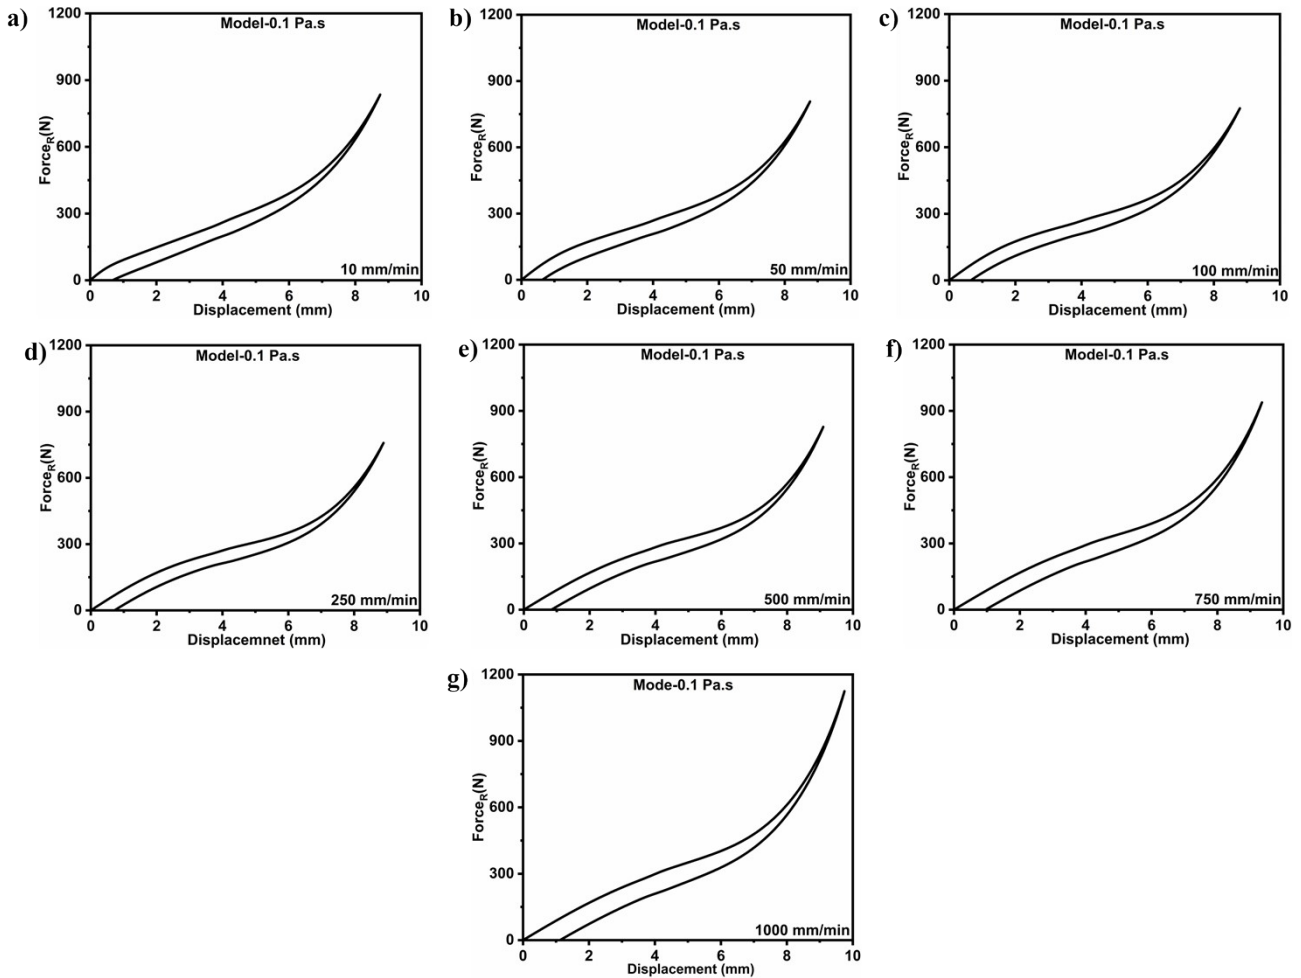 a)
1200
900
600
300
0
Force_R(N)
Model-0.1 Pa.s
10 mm/min
0 2 4 6 8 10
Displacement (mm)
b)
1200
900
600
300
0
Force_R(N)
Model-0.1 Pa.s
50 mm/min
0 2 4 6 8 10
Displacement (mm)
c)
1200
900
600
300
0
Force_R(N)
Model-0.1 Pa.s
100 mm/min
0 2 4 6 8 10
Displacement (mm)
d)
1200
900
600
300
0
Force_R(N)
Model-0.1 Pa.s
250 mm/min
0 2 4 6 8 10
Displacemnet (mm)
e)
1200
900
600
300
0
Force_R(N)
Model-0.1 Pa.s
500 mm/min
0 2 4 6 8 10
Displacement (mm)
f)
1200
900
600
300
0
Force_R(N)
Model-0.1 Pa.s
750 mm/min
0 2 4 6 8 10
Displacement (mm)
g)
1200
900
600
300
0
Force_R(N)
Mode-0.1 Pa.s
1000 mm/min
0 2 4 6 8 10
Displacement (mm)